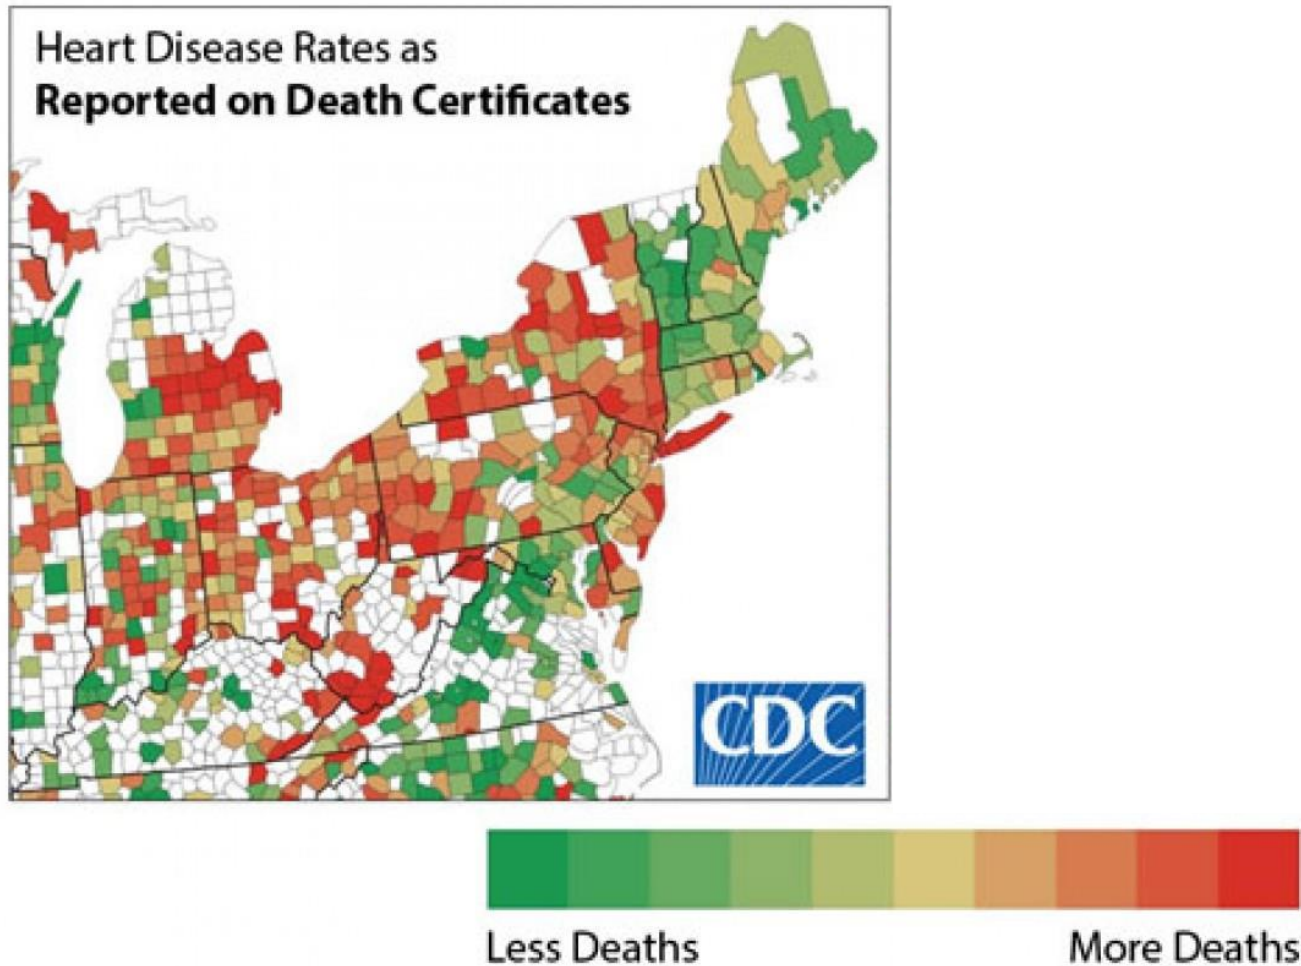 Heart Disease Rates as
Reported on Death Certificates
CDC
Less Deaths
More Deaths